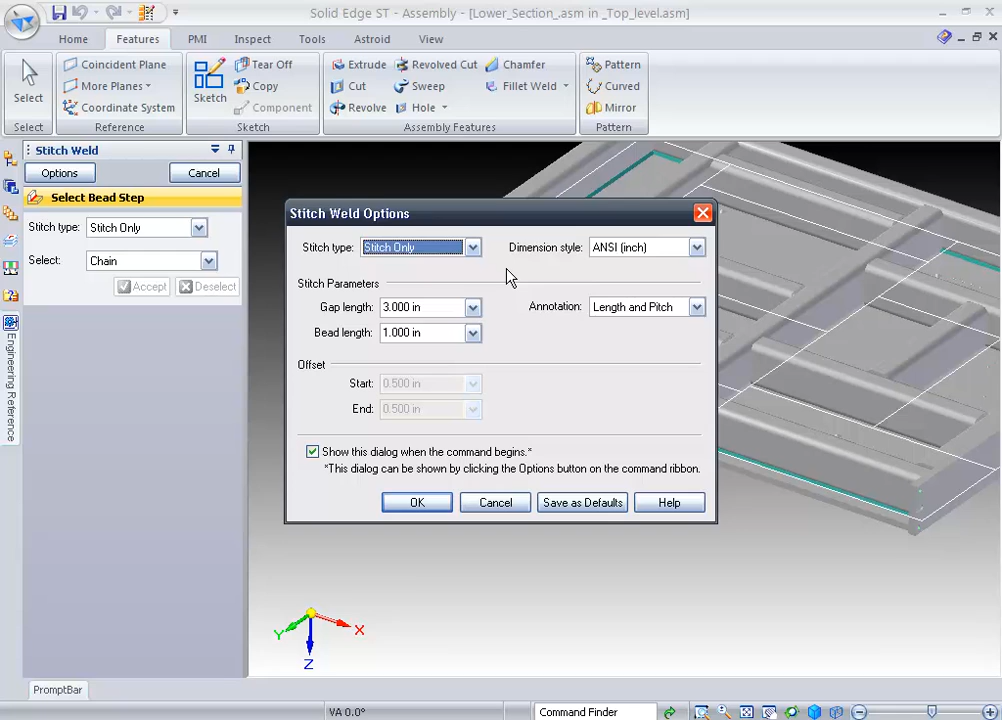 Solid Edge ST - Assembly - [Lower_Section_.asm in _Top_level.asm]
Home Features PMI Inspect Tools Astroid View
Select
Coincident Plane
More Planes
Coordinate System
Sketch
Tear Off
Copy
Component
Extrude
Cut
Revolve
Revolved Cut
Sweep
Hole
Chamfer
Fillet Weld
Pattern
Curved
Mirror
Select Reference Sketch Assembly Features Pattern
Stitch Weld
Options Cancel
Select Bead Step
Stitch type: Stitch Only
Select: Chain
Accept Deselect
Engineering Reference
Stitch Weld Options
Stitch type: Stitch Only Dimension style: ANSI (inch)
Stitch Parameters
Gap length: 3.000 in Annotation: Length and Pitch
Bead length: 1.000 in
Offset
Start: 0.500 in
End: 0.500 in
Show this dialog when the command begins.*
*This dialog can be shown by clicking the Options button on the command ribbon.
OK Cancel Save as Defaults Help
Y X
Z
PromptBar
VA 0.0° Command Finder